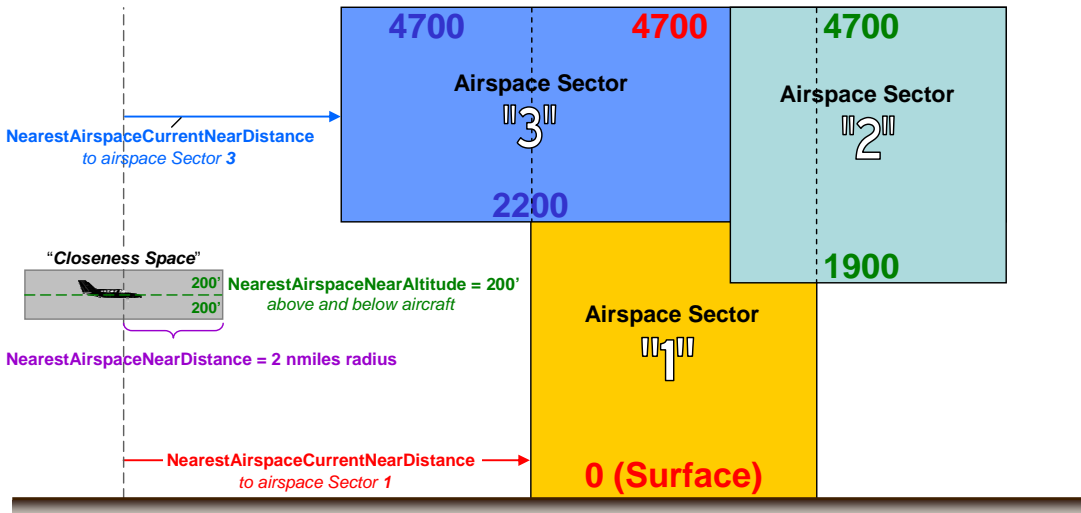 4700 4700 4700
Airspace Sector
"3"
Airspace Sector
"2"
NearestAirspaceCurrentNearDistance
to airspace Sector 3
2200
"Closeness Space"
200'
200'
NearestAirspaceNearAltitude = 200'
above and below aircraft
1900
Airspace Sector
"1"
NearestAirspaceNearDistance = 2 nmiles radius
NearestAirspaceCurrentNearDistance
to airspace Sector 1
0 (Surface)